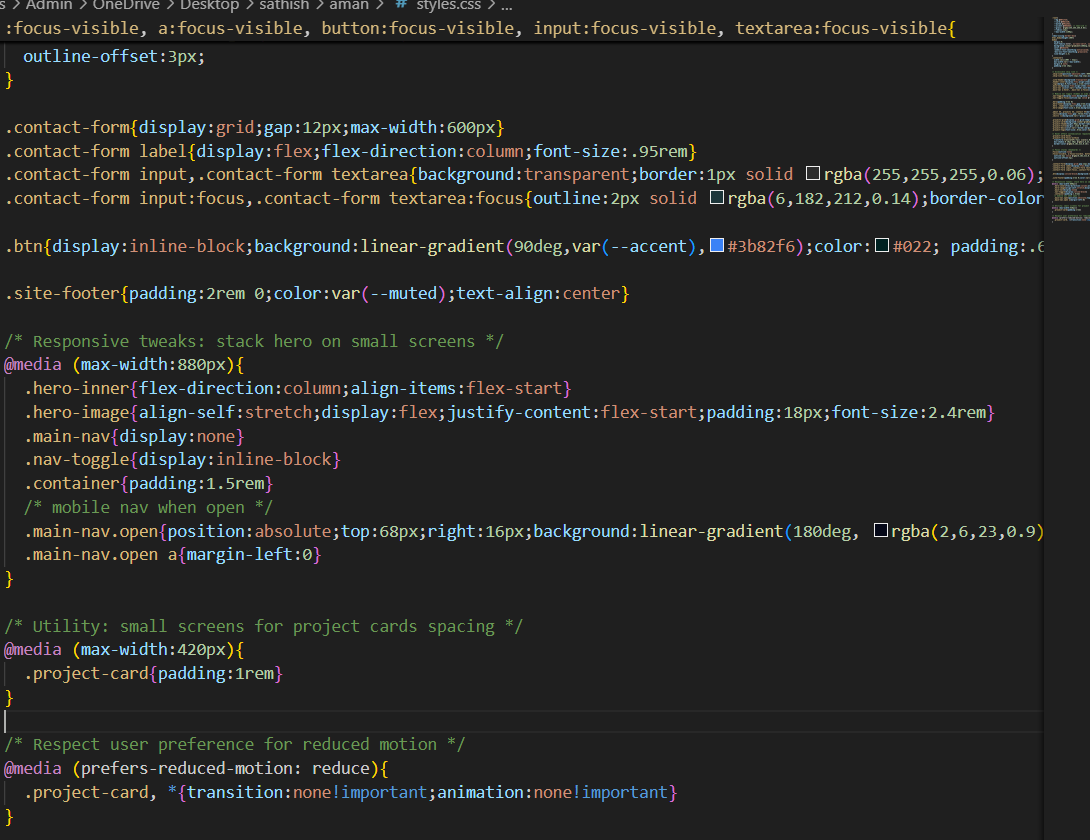 s > Admin > OneDrive > Desktop > sathish > aman > # styles.css > ...
:focus-visible, a:focus-visible, button:focus-visible, input:focus-visible, textarea:focus-visible{
outline-offset:3px;
}
.contact-form{display:grid;gap:12px;max-width:600px}
.contact-form label{display:flex;flex-direction:column;font-size:.95rem}
.contact-form input,.contact-form textarea{background:transparent;border:1px solid rgba(255,255,255,0.06);
.contact-form input:focus,.contact-form textarea:focus{outline:2px solid rgba(6,182,212,0.14);border-color
.btn{display:inline-block;background:linear-gradient(90deg,var(--accent),#3b82f6);color:#022; padding:.6
.site-footer{padding:2rem 0;color:var(--muted);text-align:center}
/* Responsive tweaks: stack hero on small screens */
@media (max-width:880px){
.hero-inner{flex-direction:column;align-items:flex-start}
.hero-image{align-self:stretch;display:flex;justify-content:flex-start;padding:18px;font-size:2.4rem}
.main-nav{display:none}
.nav-toggle{display:inline-block}
.container{padding:1.5rem}
/* mobile nav when open */
.main-nav.open{position:absolute;top:68px;right:16px;background:linear-gradient(180deg, rgba(2,6,23,0.9)
.main-nav.open a{margin-left:0}
}
/* Utility: small screens for project cards spacing */
@media (max-width:420px){
.project-card{padding:1rem}
}
/* Respect user preference for reduced motion */
@media (prefers-reduced-motion: reduce){
.project-card, *{transition:none!important;animation:none!important}
}